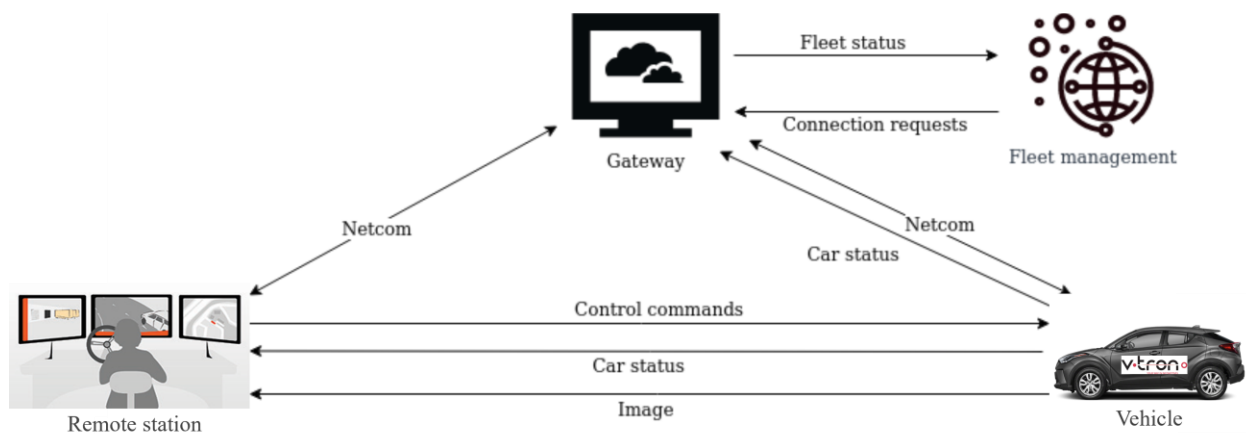 Fleet status
Connection requests
Gateway
Fleet management
Netcom
Netcom
Car status
Control commands
Car status
Image
v-tron
Remote station
Vehicle